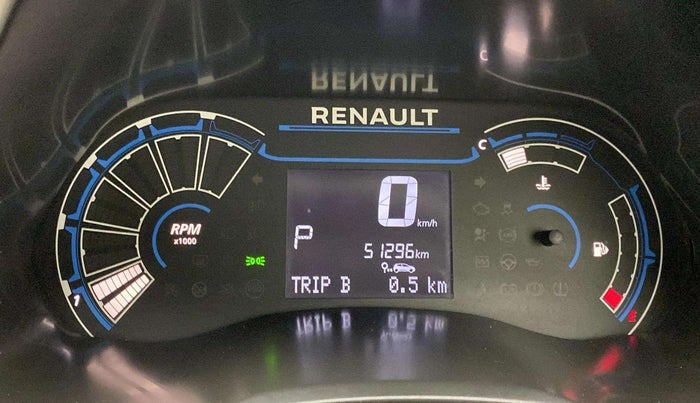 RENAULT
C
0 km/h
RPM
x1000
P
51296km
TRIP B 0.5 km
1
E